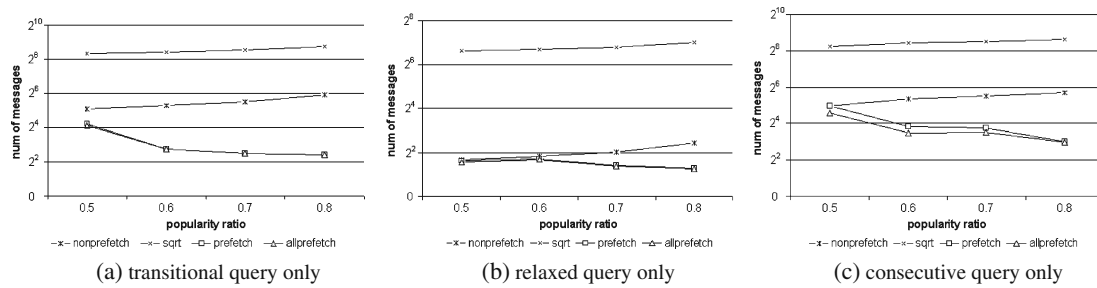 num of messages
2^10
2^8
2^6
2^4
2^2
0
0.5 0.6 0.7 0.8
popularity ratio
nonprefetch sqrt prefetch allprefetch
(a) transitional query only
num of messages
2^8
2^6
2^4
2^2
0
0.5 0.6 0.7 0.8
popularity ratio
nonprefetch sqrt prefetch allprefetch
(b) relaxed query only
num of messages
2^10
2^8
2^6
2^4
2^2
0
0.5 0.6 0.7 0.8
popularity ratio
nonprefetch sqrt prefetch allprefetch
(c) consecutive query only